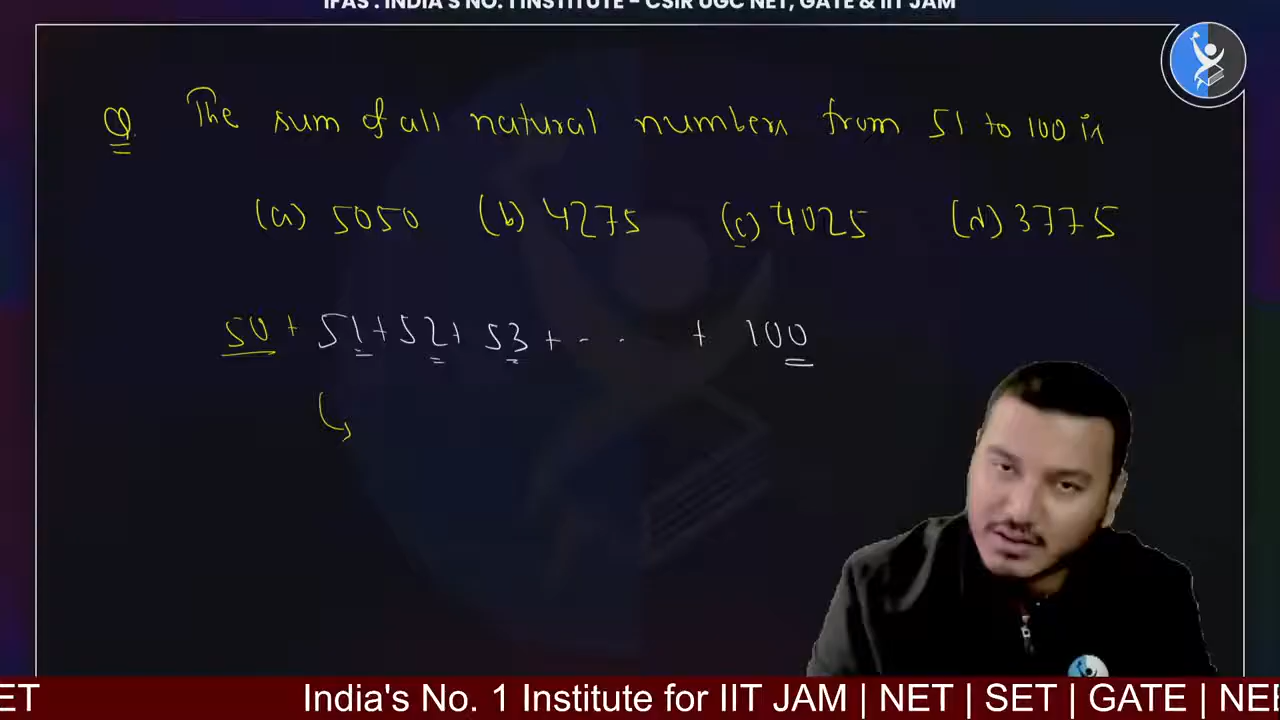 IFAS : INDIA'S NO. 1 INSTITUTE - CSIR UGC NET, GATE & IIT JAM
Q. The sum of all natural numbers from 51 to 100 is
(a) 5050 (b) 4275 (c) 4025 (d) 3775
50 + 51 + 52 + 53 + - - . + 100
ET India's No. 1 Institute for IIT JAM | NET | SET | GATE | NEE